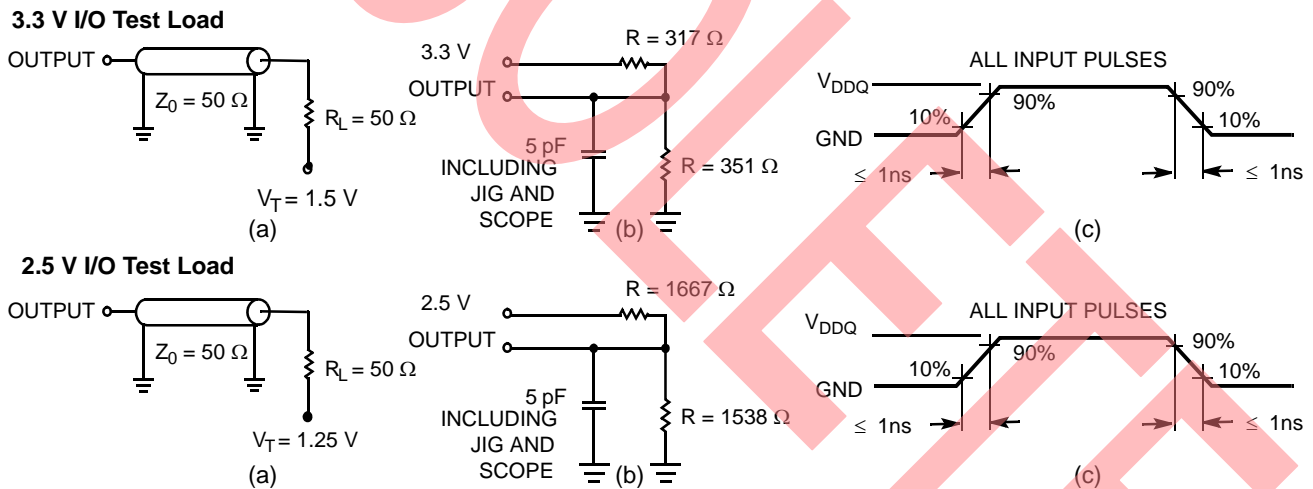 3.3 V I/O Test Load
OUTPUT
Z0 = 50 Ω
RL = 50 Ω
VT = 1.5 V
(a)
3.3 V
OUTPUT
R = 317 Ω
5 pF
INCLUDING
JIG AND
SCOPE
R = 351 Ω
(b)
ALL INPUT PULSES
VDDQ
GND
10%
90%
90%
10%
≤ 1ns
≤ 1ns
(c)
2.5 V I/O Test Load
OUTPUT
Z0 = 50 Ω
RL = 50 Ω
VT = 1.25 V
(a)
2.5 V
OUTPUT
R = 1667 Ω
5 pF
INCLUDING
JIG AND
SCOPE
R = 1538 Ω
(b)
ALL INPUT PULSES
VDDQ
GND
10%
90%
90%
10%
≤ 1ns
≤ 1ns
(c)